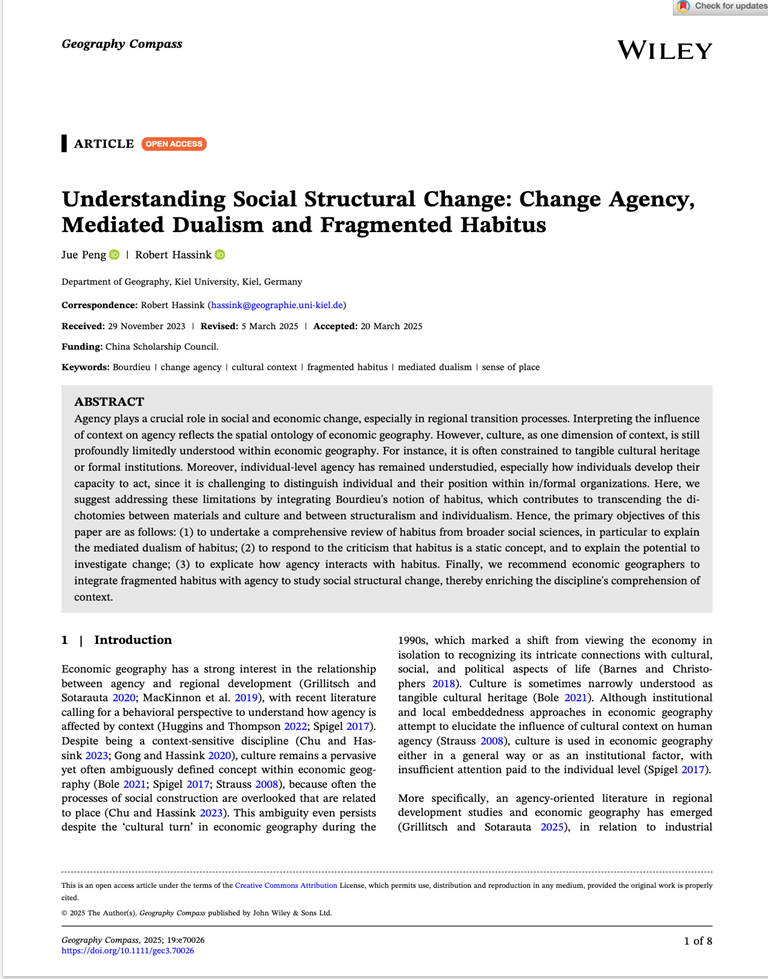 Check for updates
Geography Compass
WILEY
ARTICLE OPEN ACCESS
Understanding Social Structural Change: Change Agency,
Mediated Dualism and Fragmented Habitus
Jue Peng | Robert Hassink
Department of Geography, Kiel University, Kiel, Germany
Correspondence: Robert Hassink (hassink@geographie.uni-kiel.de)
Received: 29 November 2023 | Revised: 5 March 2025 | Accepted: 20 March 2025
Funding: China Scholarship Council.
Keywords: Bourdieu | change agency | cultural context | fragmented habitus | mediated dualism | sense of place
ABSTRACT
Agency plays a crucial role in social and economic change, especially in regional transition processes. Interpreting the influence
of context on agency reflects the spatial ontology of economic geography. However, culture, as one dimension of context, is still
profoundly limitedly understood within economic geography. For instance, it is often constrained to tangible cultural heritage
or formal institutions. Moreover, individual-level agency has remained understudied, especially how individuals develop their
capacity to act, since it is challenging to distinguish individual and their position within in/formal organizations. Here, we
suggest addressing these limitations by integrating Bourdieu's notion of habitus, which contributes to transcending the di-
chotomies between materials and culture and between structuralism and individualism. Hence, the primary objectives of this
paper are as follows: (1) to undertake a comprehensive review of habitus from broader social sciences, in particular to explain
the mediated dualism of habitus; (2) to respond to the criticism that habitus is a static concept, and to explain the potential to
investigate change; (3) to explicate how agency interacts with habitus. Finally, we recommend economic geographers to
integrate fragmented habitus with agency to study social structural change, thereby enriching the discipline's comprehension of
context.
1 | Introduction
Economic geography has a strong interest in the relationship
between agency and regional development (Grillitsch and
Sotarauta 2020; MacKinnon et al. 2019), with recent literature
calling for a behavioral perspective to understand how agency is
affected by context (Huggins and Thompson 2022; Spigel 2017).
Despite being a context-sensitive discipline (Chu and Has-
sink 2023; Gong and Hassink 2020), culture remains a pervasive
yet often ambiguously defined concept within economic geog-
raphy (Bole 2021; Spigel 2017; Strauss 2008), because often the
processes of social construction are overlooked that are related
to place (Chu and Hassink 2023). This ambiguity even persists
despite the 'cultural turn' in economic geography during the
1990s, which marked a shift from viewing the economy in
isolation to recognizing its intricate connections with cultural,
social, and political aspects of life (Barnes and Christo-
phers 2018). Culture is sometimes narrowly understood as
tangible cultural heritage (Bole 2021). Although institutional
and local embeddedness approaches in economic geography
attempt to elucidate the influence of cultural context on human
agency (Strauss 2008), culture is used in economic geography
either in a general way or as an institutional factor, with
insufficient attention paid to the individual level (Spigel 2017).
More specifically, an agency-oriented literature in regional
development studies and economic geography has emerged
(Grillitsch and Sotarauta 2025), in relation to industrial
This is an open access article under the terms of the Creative Commons Attribution License, which permits use, distribution and reproduction in any medium, provided the original work is properly
cited.
© 2025 The Author(s). Geography Compass published by John Wiley & Sons Ltd.
Geography Compass, 2025; 19:e70026
https://doi.org/10.1111/gec3.70026
1 of 8